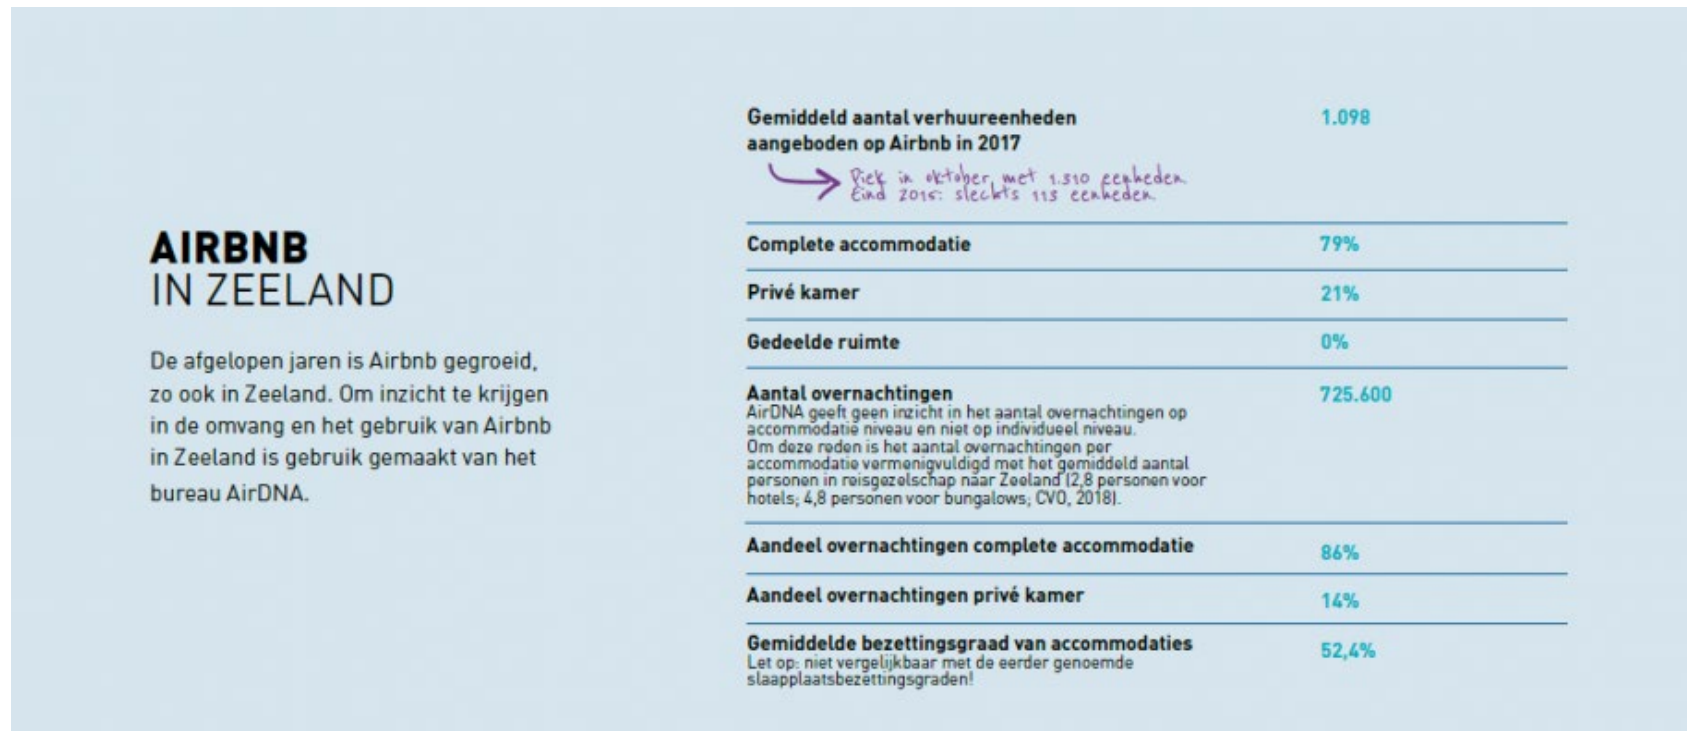 AIRBNB
IN ZEELAND
De afgelopen jaren is Airbnb gegroeid,
zo ook in Zeeland. Om inzicht te krijgen
in de omvang en het gebruik van Airbnb
in Zeeland is gebruik gemaakt van het
bureau AirDNA.
Gemiddeld aantal verhuureenheden 1.098
aangeboden op Airbnb in 2017
Piek in oktober met 1.310 eenheden
Eind 2015: slechts 113 eenheden
Complete accommodatie 79%
Privé kamer 21%
Gedeelde ruimte 0%
Aantal overnachtingen 725.600
AirDNA geeft geen inzicht in het aantal overnachtingen op
accommodatie niveau en niet op individueel niveau.
Om deze reden is het aantal overnachtingen per
accommodatie vermenigvuldigd met het gemiddeld aantal
personen in reisgezelschap naar Zeeland (2,8 personen voor
hotels; 4,8 personen voor bungalows; CVO, 2018).
Aandeel overnachtingen complete accommodatie 86%
Aandeel overnachtingen privé kamer 14%
Gemiddelde bezettingsgraad van accommodaties 52,4%
Let op: niet vergelijkbaar met de eerder genoemde
slaapplaatsbezettingsgraden!